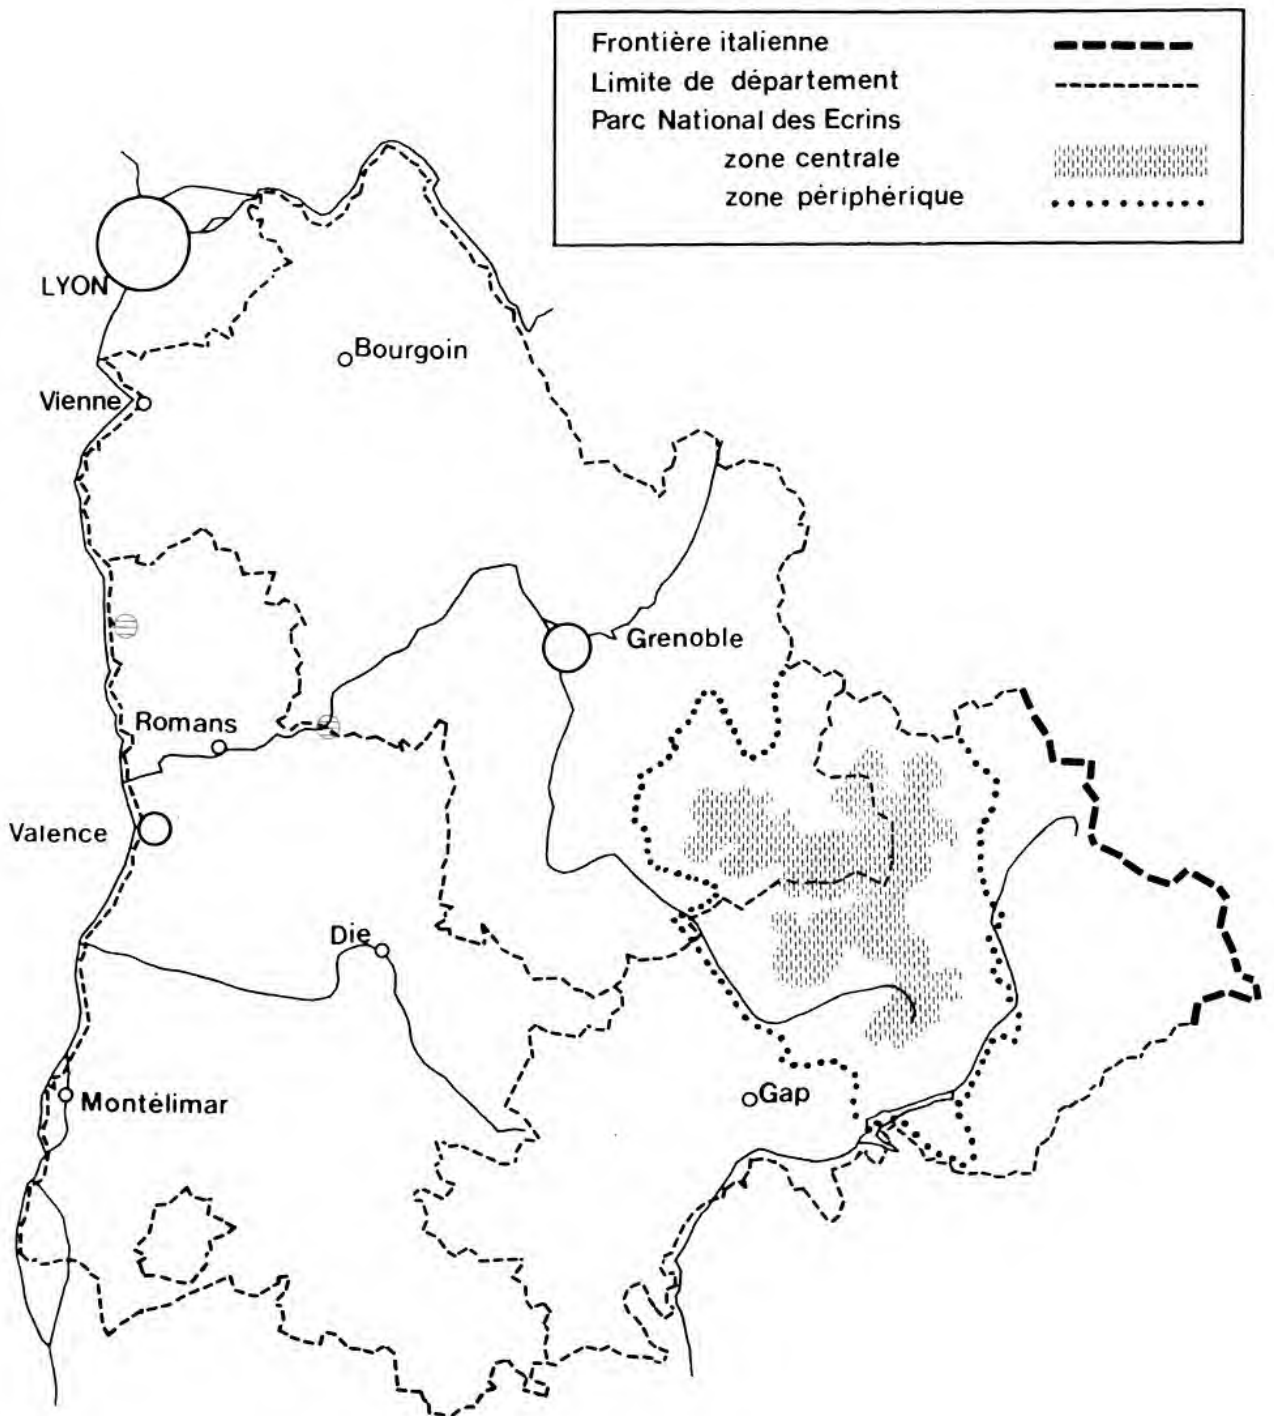 Frontière italienne
Limite de département
Parc National des Ecrins
zone centrale
zone périphérique
LYON
Bourgoin
Vienne
Grenoble
Romans
Valence
Die
Montélimar
Gap